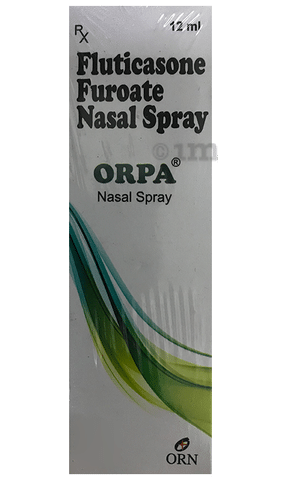 Rx
12 ml
Fluticasone
Furoate
Nasal Spray
ORPA®
Nasal Spray
ORN